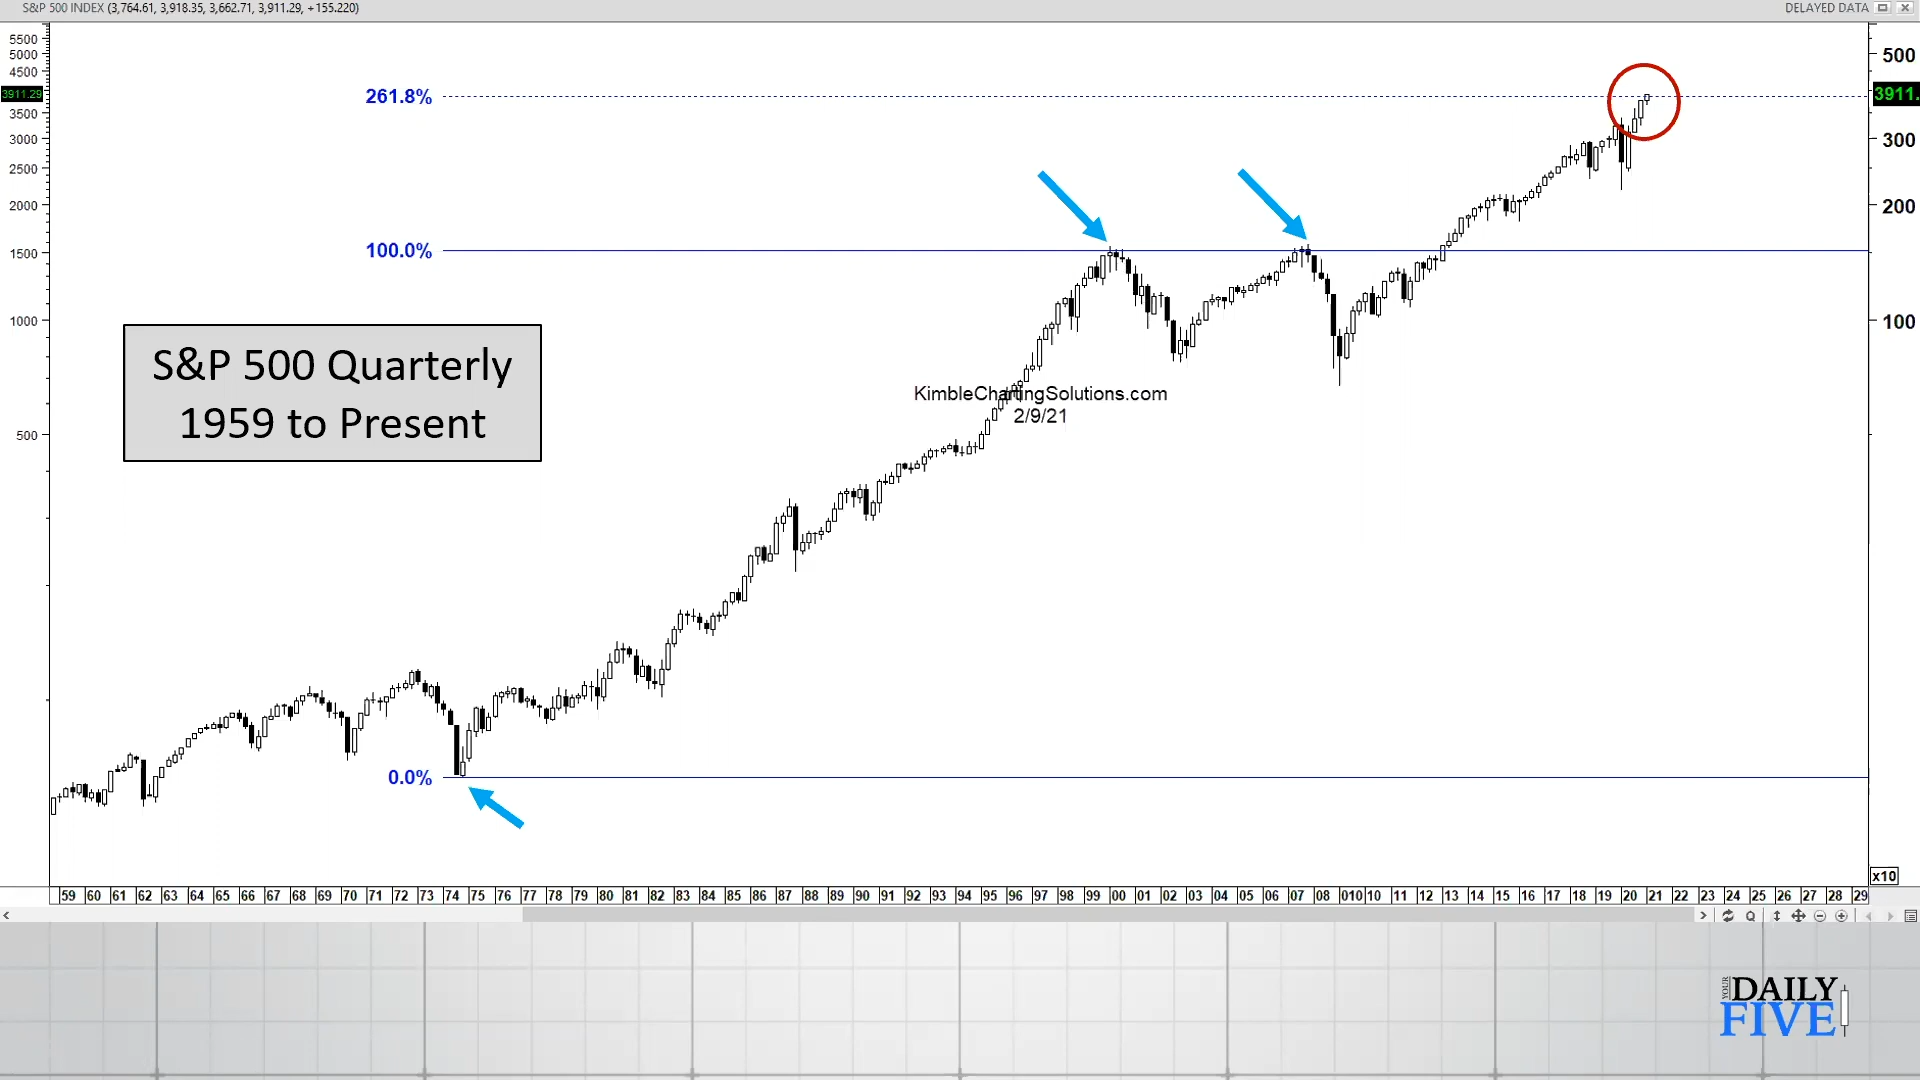 S&P 500 INDEX (3,764.61, 3,918.35, 3,662.71, 3,911.29, +155.220)
DELAYED DATA
5500
5000
4500
3911.29
3500
3000
2500
2000
1500
1000
500
261.8%
100.0%
0.0%
S&P 500 Quarterly
1959 to Present
KimbleChartingSolutions.com
2/9/21
500
3911.
300
200
100
x10
59 60 61 62 63 64 65 66 67 68 69 70 71 72 73 74 75 76 77 78 79 80 81 82 83 84 85 86 87 88 89 90 91 92 93 94 95 96 97 98 99 00 01 02 03 04 05 06 07 08 010 10 11 12 13 14 15 16 17 18 19 20 21 22 23 24 25 26 27 28 29
YOUR
DAILY
FIVE